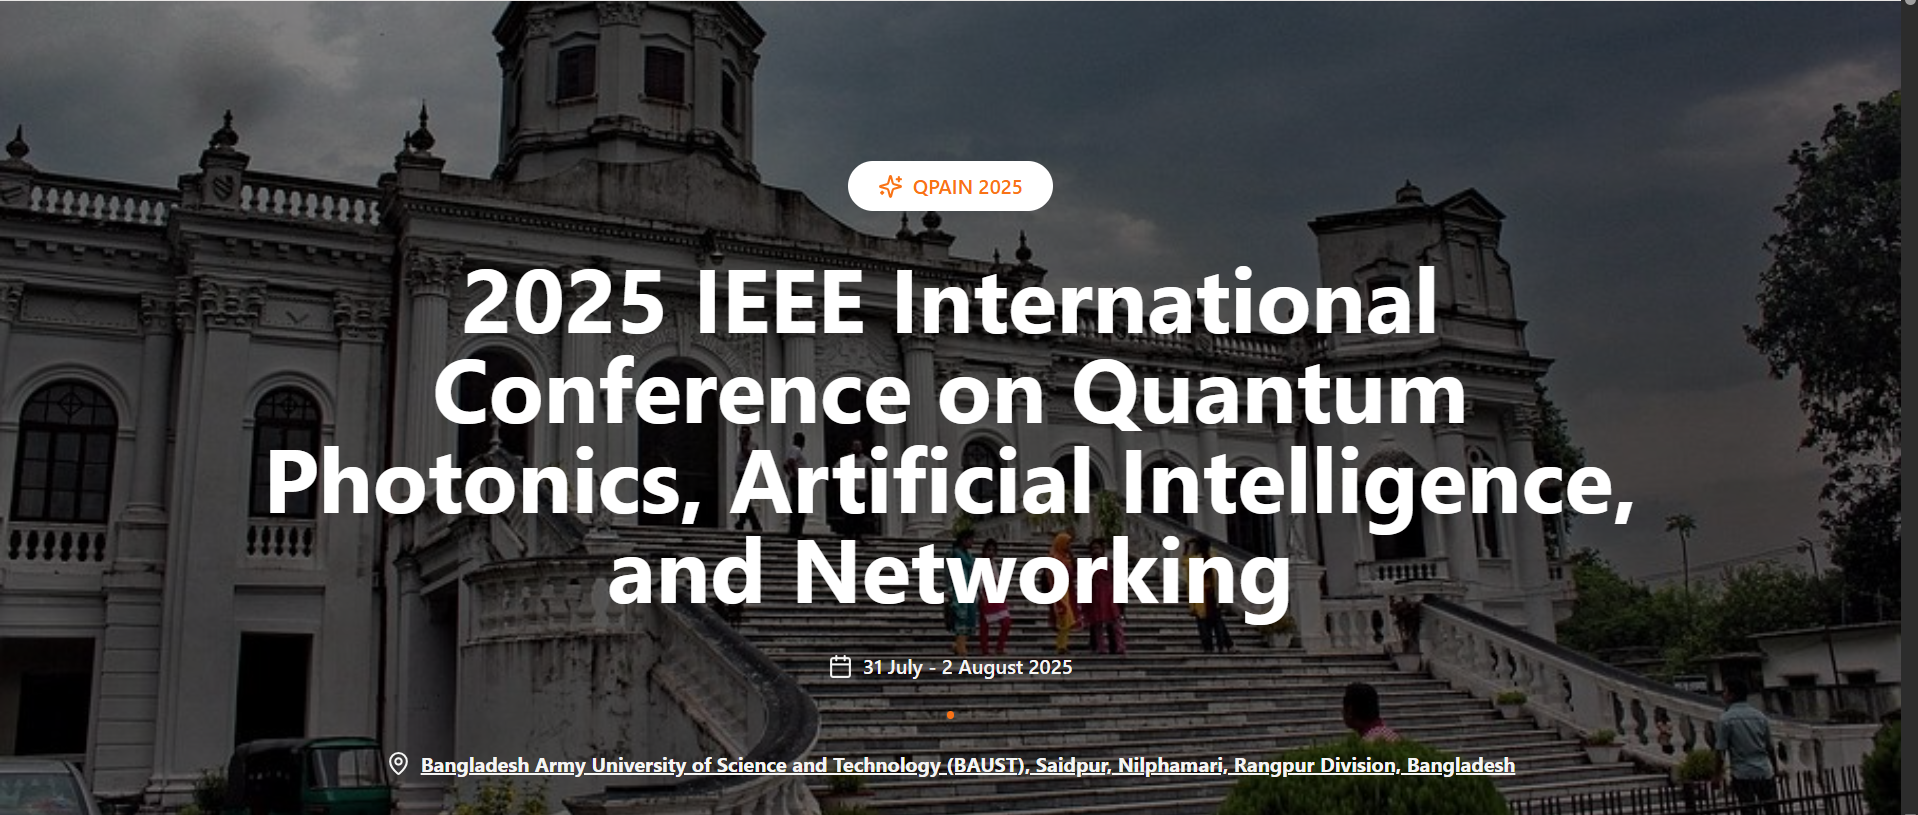 QPAIN 2025
2025 IEEE International
Conference on Quantum
Photonics, Artificial Intelligence,
and Networking
31 July - 2 August 2025
Bangladesh Army University of Science and Technology (BAUST), Saidpur, Nilphamari, Rangpur Division, Bangladesh